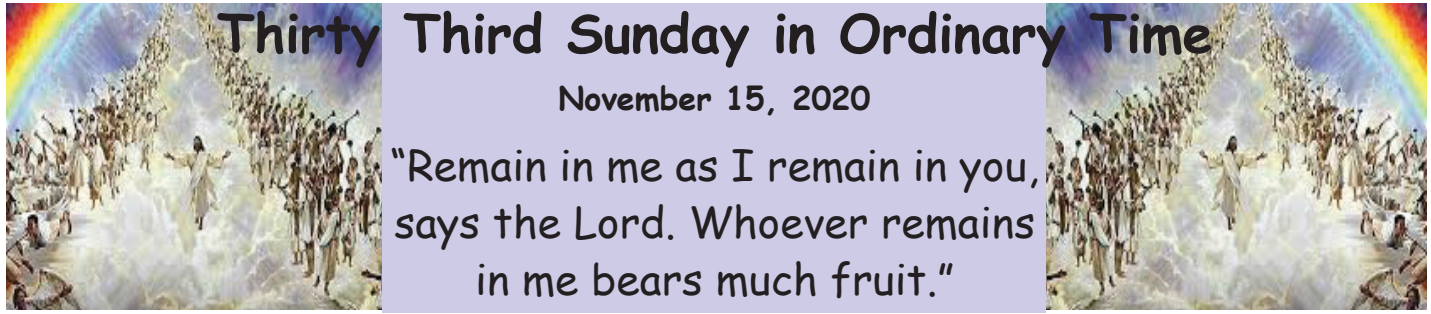 Thirty Third Sunday in Ordinary Time
November 15, 2020
“Remain in me as I remain in you,
says the Lord. Whoever remains
in me bears much fruit.”